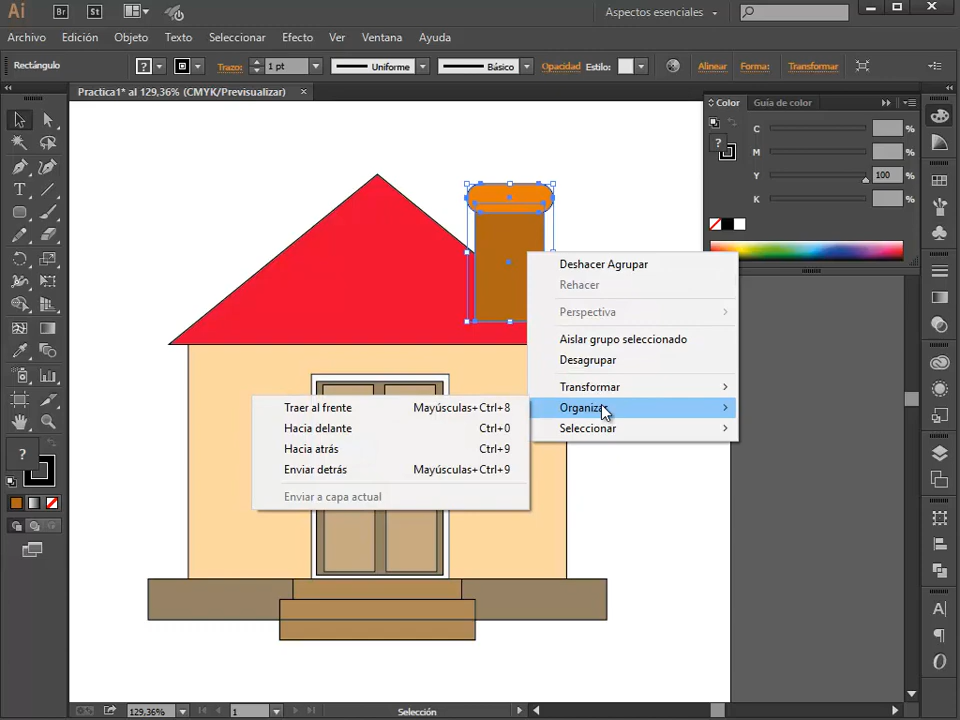 Ai Br St Aspectos esenciales
Archivo Edición Objeto Texto Seleccionar Efecto Ver Ventana Ayuda
Rectángulo ? Trazo: 1 pt Uniforme Básico Opacidad Estilo: Alinear Forma: Transformar
Practica1* al 129,36% (CMYK/Previsualizar) ×
Color Guía de color
C %
M %
Y 100 %
K %
?
T
Deshacer Agrupar
Rehacer
Perspectiva
Aislar grupo seleccionado
Desagrupar
Transformar
Organizar
Seleccionar
Traer al frente Mayúsculas+Ctrl+8
Hacia delante Ctrl+0
Hacia atrás Ctrl+9
Enviar detrás Mayúsculas+Ctrl+9
Enviar a capa actual
?
A
O
129,36% 1 Selección